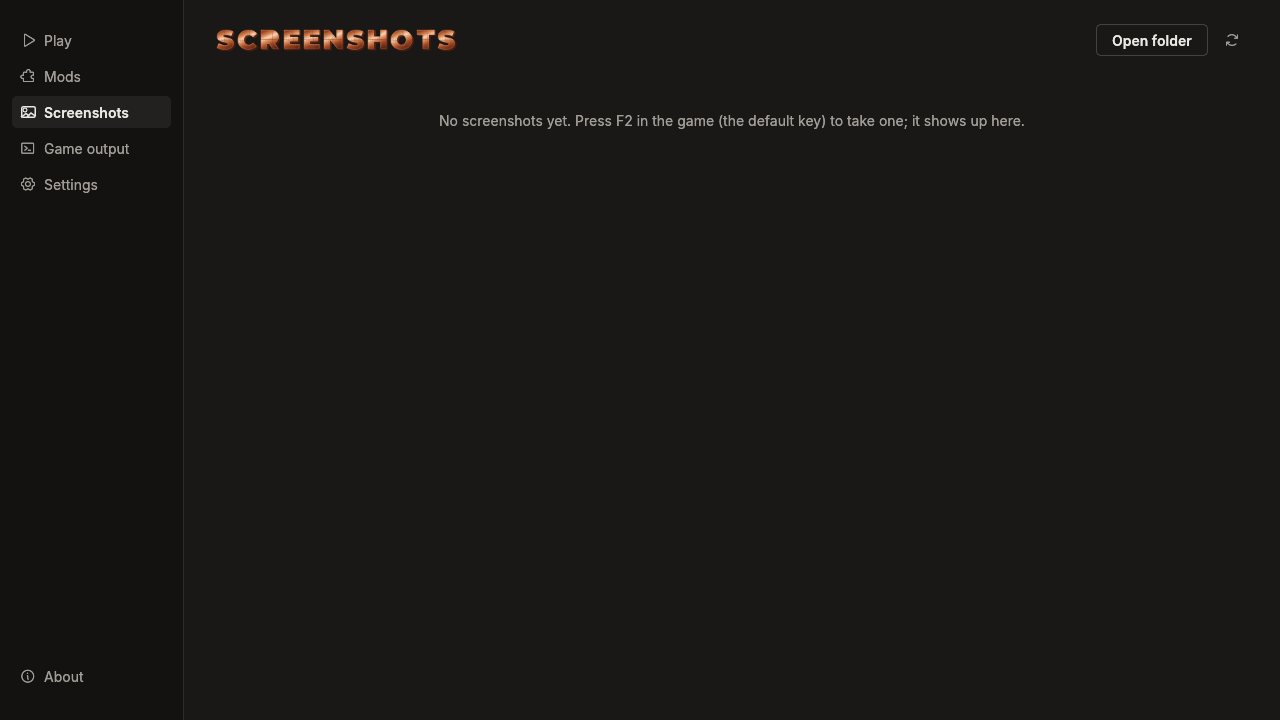 Play
Mods
Screenshots
Game output
Settings
About
SCREENSHOTS
Open folder
No screenshots yet. Press F2 in the game (the default key) to take one; it shows up here.